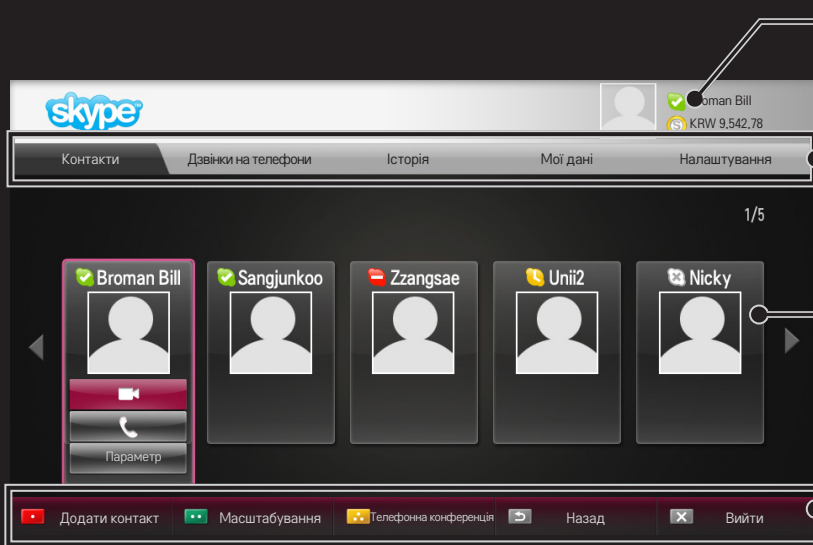 skype
oman Bill
KRW 9,542,78
Контакти Дзвінки на телефони Історія Мої дані Налаштування
1/5
Broman Bill Sangjunkoo Zzangsae Unii2 Nicky
Параметр
Додати контакт Масштабування Телефонна конференція Назад Вийти